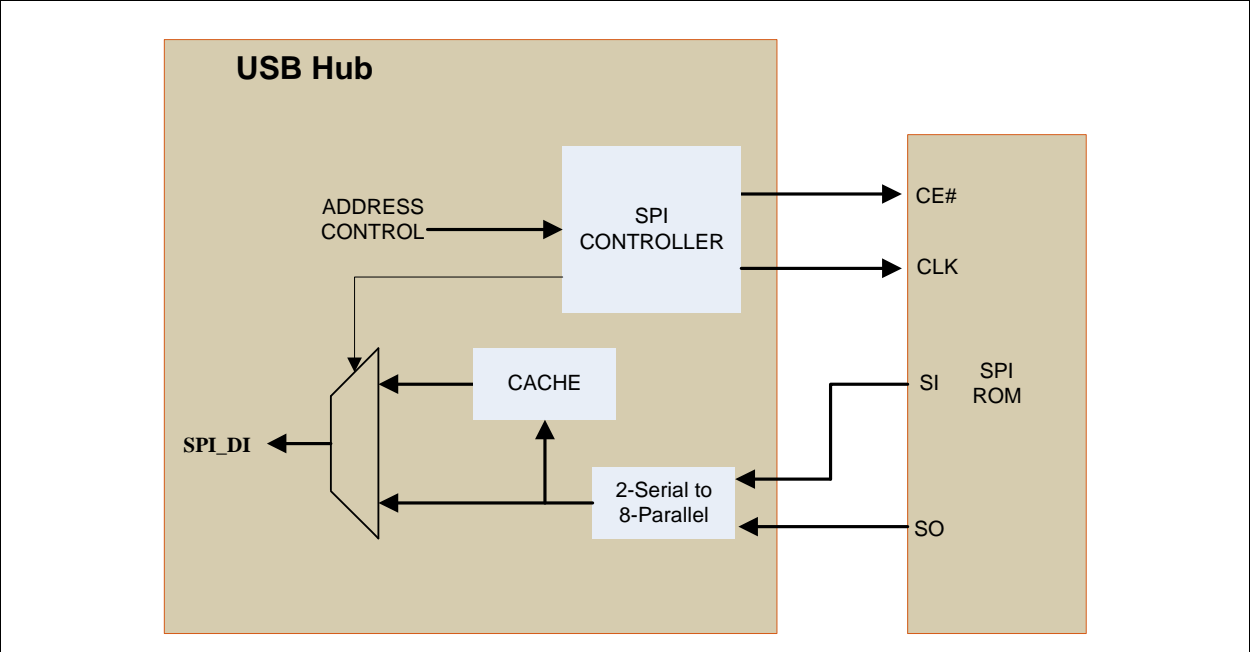 USB Hub
ADDRESS
CONTROL
SPI
CONTROLLER
CE#
CLK
CACHE
SI
SPI
ROM
SPI_DI
2-Serial to
8-Parallel
SO